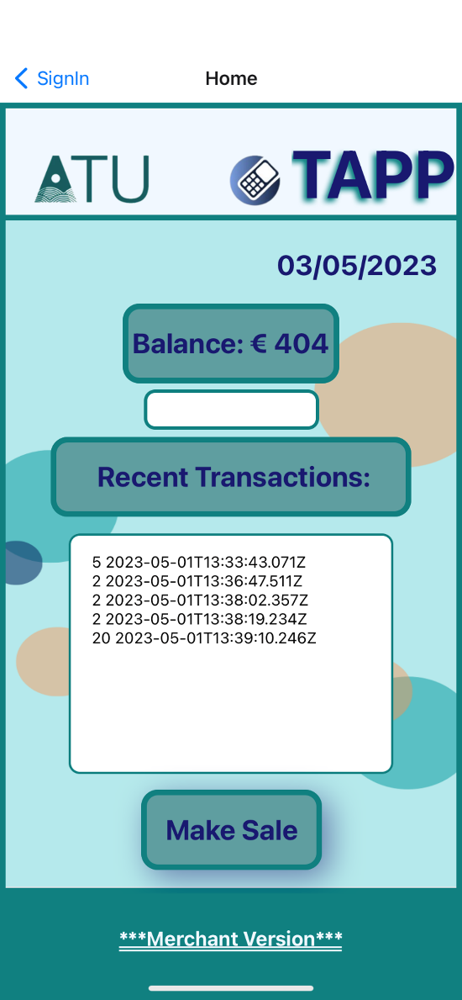 SignIn
Home
ATU
TAPP
03/05/2023
Balance: € 404
Recent Transactions:
5 2023-05-01T13:33:43.071Z
2 2023-05-01T13:36:47.511Z
2 2023-05-01T13:38:02.357Z
2 2023-05-01T13:38:19.234Z
20 2023-05-01T13:39:10.246Z
Make Sale
***Merchant Version***